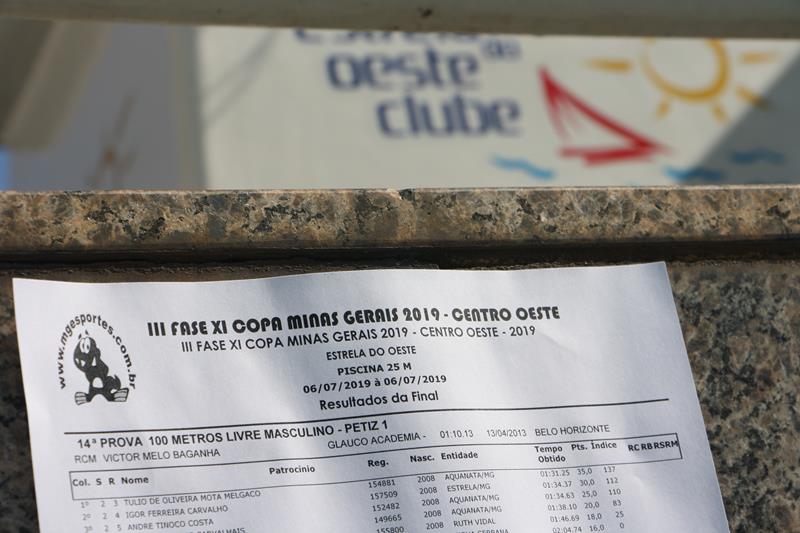 oeste
clube
www.mgesportes.com.br
III FASE XI COPA MINAS GERAIS 2019 - CENTRO OESTE
III FASE XI COPA MINAS GERAIS 2019 - CENTRO OESTE - 2019
ESTRELA DO OESTE
PISCINA 25 M
06/07/2019 à 06/07/2019
Resultados da Final
14ª PROVA 100 METROS LIVRE MASCULINO - PETIZ 1
RCM VICTOR MELO BAGANHA GLAUCO ACADEMIA - 01:10.13 13/04/2013 BELO HORIZONTE
Col. S R Nome Patrocinio Reg. Nasc. Entidade Tempo Obtido Pts. Índice RC RB RS RM
1º 2 3 TULIO DE OLIVEIRA MOTA MELGACO 154881 2008 AQUANATA/MG 01:31.25 35,0 137
2º 2 4 IGOR FERREIRA CARVALHO 157509 2008 ESTRELA/MG 01:34.37 30,0 112
3º 2 5 ANDRE TINOCO COSTA 152482 2008 AQUANATA/MG 01:34.63 25,0 110
149665 2008 AQUANATA/MG 01:38.10 20,0 83
155800 RUTH VIDAL 01:46.69 18,0 25
02:04.74 16,0 0